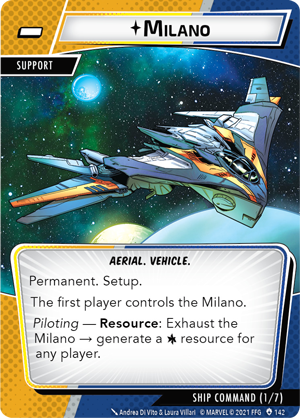 Milano
SUPPORT
AERIAL. VEHICLE.
Permanent. Setup.
The first player controls the Milano.
Piloting — Resource: Exhaust the
Milano → generate a resource for
any player.
SHIP COMMAND (1/7)
Andrea Di Vito & Laura Villari © MARVEL © 2021 FFG 142